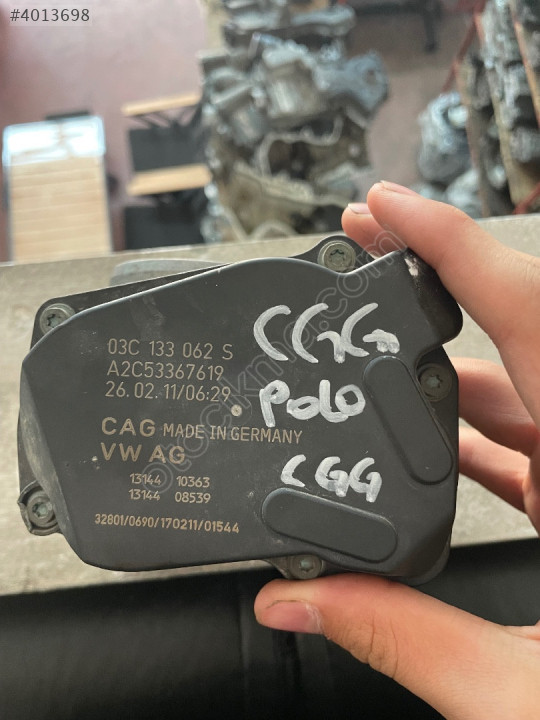 #4013698
03C 133 062 S
A2C53367619
26.02.-11/06:29
CAG MADE IN GERMANY
VW AG
13144 10363
13144 08539
32801/0690/170211/01544
CGG
POLO
CGG